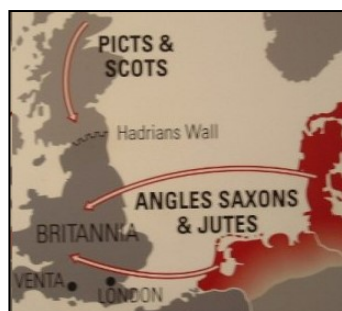 PICTS &
SCOTS
Hadrians Wall
ANGLES SAXONS
& JUTES
BRITANNIA
VENTA
LONDON